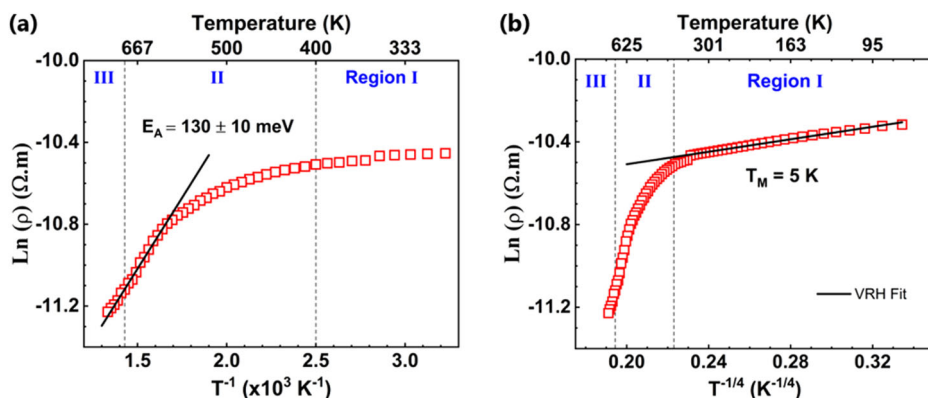 (a)
Temperature (K)
667 500 400 333
-10.0
-10.4
-10.8
-11.2
Ln (ρ) (Ω.m)
III II Region I
E_A = 130 ± 10 meV
1.5 2.0 2.5 3.0
T⁻¹ (x10³ K⁻¹)
(b)
Temperature (K)
625 301 163 95
-10.0
-10.4
-10.8
-11.2
Ln (ρ) (Ω.m)
III II Region I
T_M = 5 K
VRH Fit
0.20 0.24 0.28 0.32
T⁻¹/⁴ (K⁻¹/⁴)